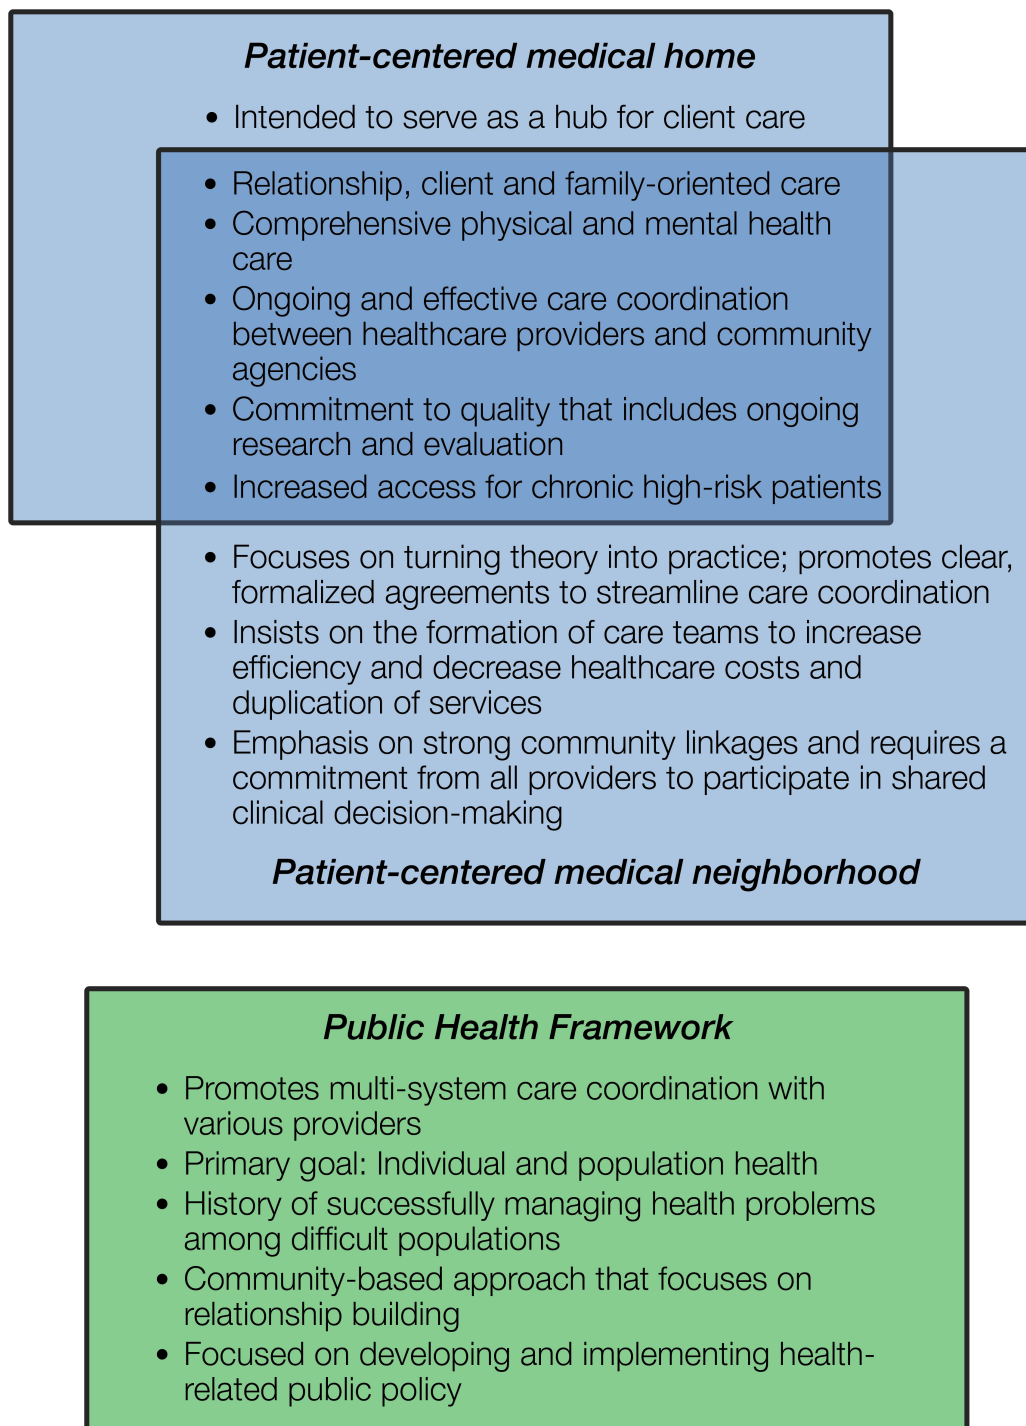 Patient-centered medical home
• Intended to serve as a hub for client care
• Relationship, client and family-oriented care
• Comprehensive physical and mental health
care
• Ongoing and effective care coordination
between healthcare providers and community
agencies
• Commitment to quality that includes ongoing
research and evaluation
• Increased access for chronic high-risk patients
• Focuses on turning theory into practice; promotes clear,
formalized agreements to streamline care coordination
• Insists on the formation of care teams to increase
efficiency and decrease healthcare costs and
duplication of services
• Emphasis on strong community linkages and requires a
commitment from all providers to participate in shared
clinical decision-making
Patient-centered medical neighborhood
Public Health Framework
• Promotes multi-system care coordination with
various providers
• Primary goal: Individual and population health
• History of successfully managing health problems
among difficult populations
• Community-based approach that focuses on
relationship building
• Focused on developing and implementing health-
related public policy